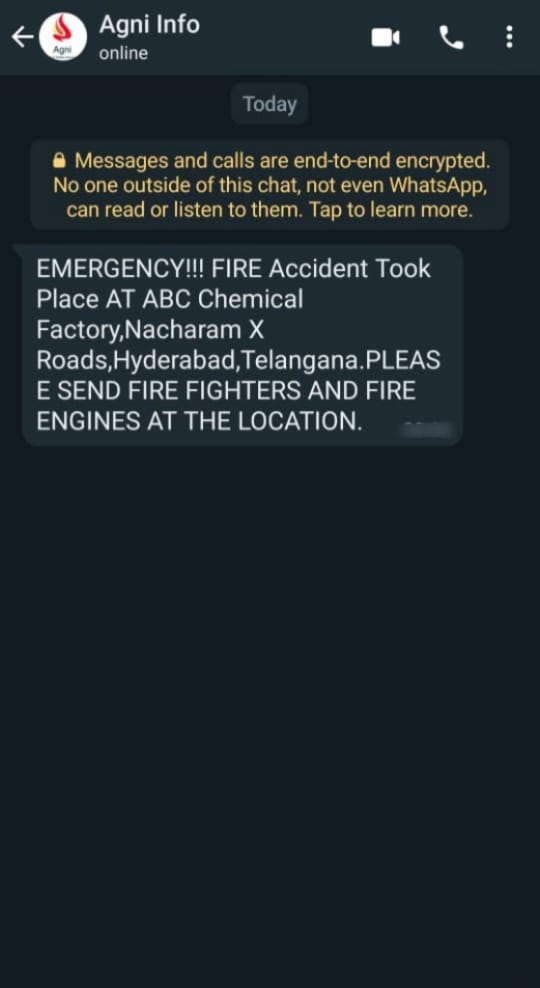 Agni Info
online
Agni
Today
Messages and calls are end-to-end encrypted.
No one outside of this chat, not even WhatsApp,
can read or listen to them. Tap to learn more.
EMERGENCY!!! FIRE Accident Took
Place AT ABC Chemical
Factory,Nacharam X
Roads,Hyderabad,Telangana.PLEAS
E SEND FIRE FIGHTERS AND FIRE
ENGINES AT THE LOCATION.